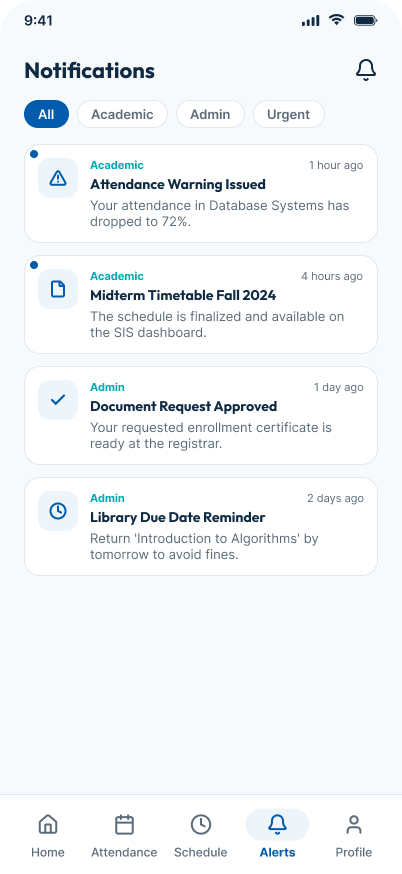 9:41
Notifications
All
Academic
Admin
Urgent
Academic
1 hour ago
Attendance Warning Issued
Your attendance in Database Systems has
dropped to 72%.
Academic
4 hours ago
Midterm Timetable Fall 2024
The schedule is finalized and available on
the SIS dashboard.
Admin
1 day ago
Document Request Approved
Your requested enrollment certificate is
ready at the registrar.
Admin
2 days ago
Library Due Date Reminder
Return 'Introduction to Algorithms' by
tomorrow to avoid fines.
Home
Attendance
Schedule
Alerts
Profile